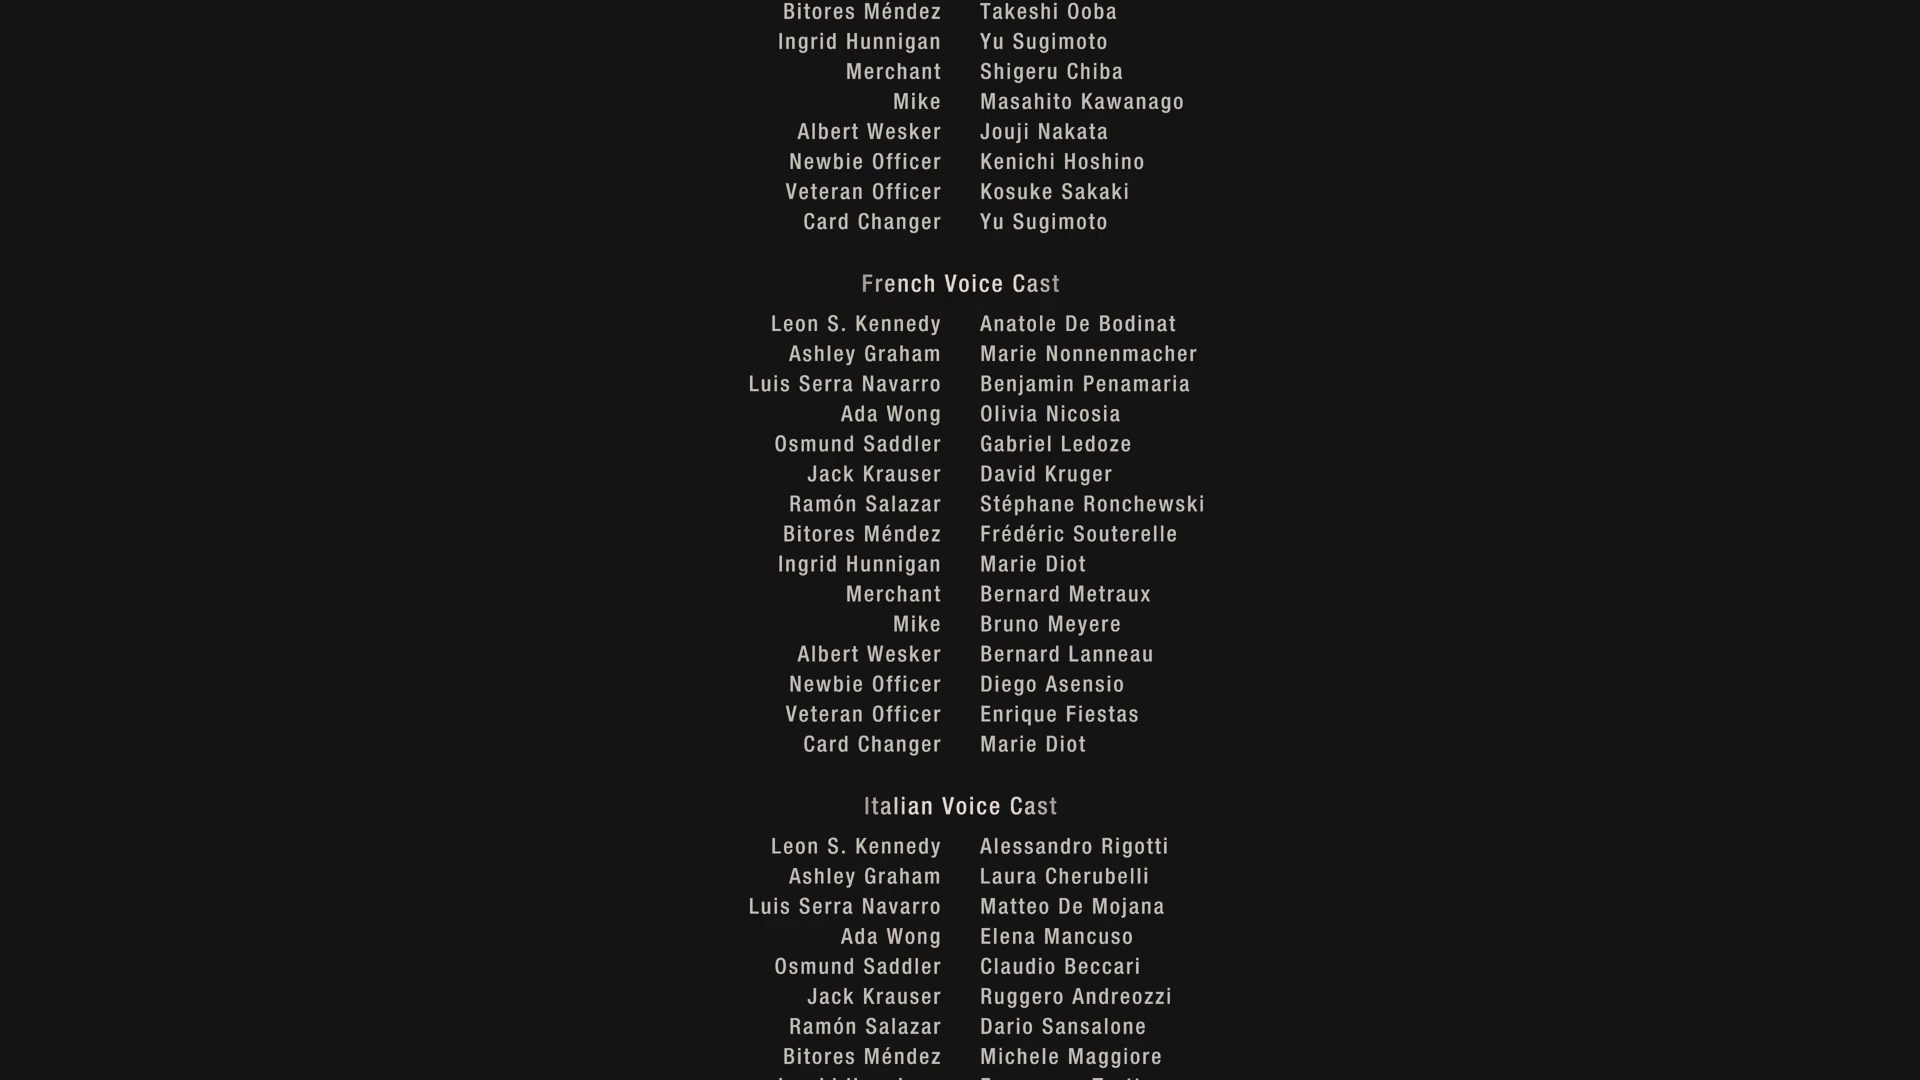 Bitores Méndez Takeshi Ooba
Ingrid Hunnigan Yu Sugimoto
Merchant Shigeru Chiba
Mike Masahito Kawanago
Albert Wesker Jouji Nakata
Newbie Officer Kenichi Hoshino
Veteran Officer Kosuke Sakaki
Card Changer Yu Sugimoto
French Voice Cast
Leon S. Kennedy Anatole De Bodinat
Ashley Graham Marie Nonnenmacher
Luis Serra Navarro Benjamin Penamaria
Ada Wong Olivia Nicosia
Osmund Saddler Gabriel Ledoze
Jack Krauser David Kruger
Ramón Salazar Stéphane Ronchewski
Bitores Méndez Frédéric Souterelle
Ingrid Hunnigan Marie Diot
Merchant Bernard Metraux
Mike Bruno Meyere
Albert Wesker Bernard Lanneau
Newbie Officer Diego Asensio
Veteran Officer Enrique Fiestas
Card Changer Marie Diot
Italian Voice Cast
Leon S. Kennedy Alessandro Rigotti
Ashley Graham Laura Cherubelli
Luis Serra Navarro Matteo De Mojana
Ada Wong Elena Mancuso
Osmund Saddler Claudio Beccari
Jack Krauser Ruggero Andreozzi
Ramón Salazar Dario Sansalone
Bitores Méndez Michele Maggiore